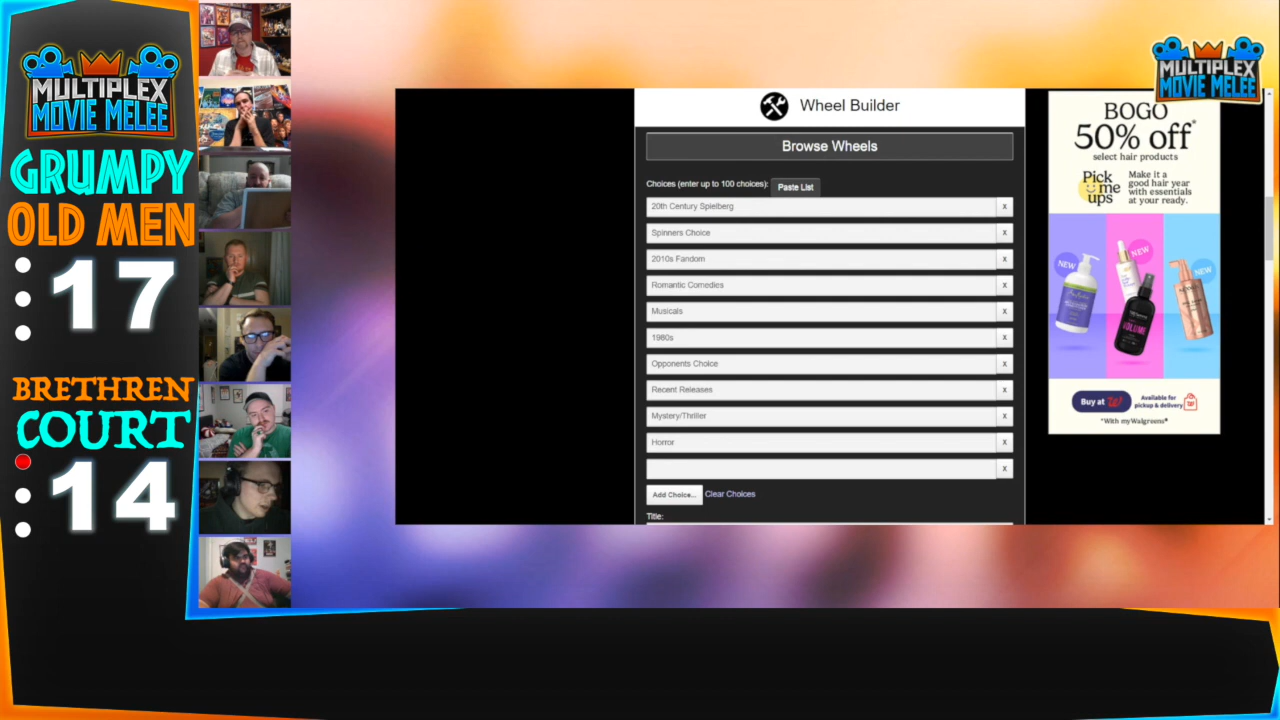 MULTIPLEX
MOVIE MELEE
GRUMPY
OLD MEN
17
BRETHREN
COURT
14
Wheel Builder
Browse Wheels
Choices (enter up to 100 choices):
Paste List
20th Century Spielberg
x
Spinners Choice
x
2010s Fandom
x
Romantic Comedies
x
Musicals
x
1980s
x
Opponents Choice
x
Recent Releases
x
Mystery/Thriller
x
Horror
x
x
Add Choice...
Clear Choices
Title:
MULTIPLEX
MOVIE MELEE
BOGO
50% off*
select hair products
Pick
me
ups
Make it a
good hair year
with essentials
at your ready.
NEW
NEW
NEW
VOLUME
Buy at W
Available for
pickup & delivery
*With myWalgreens®